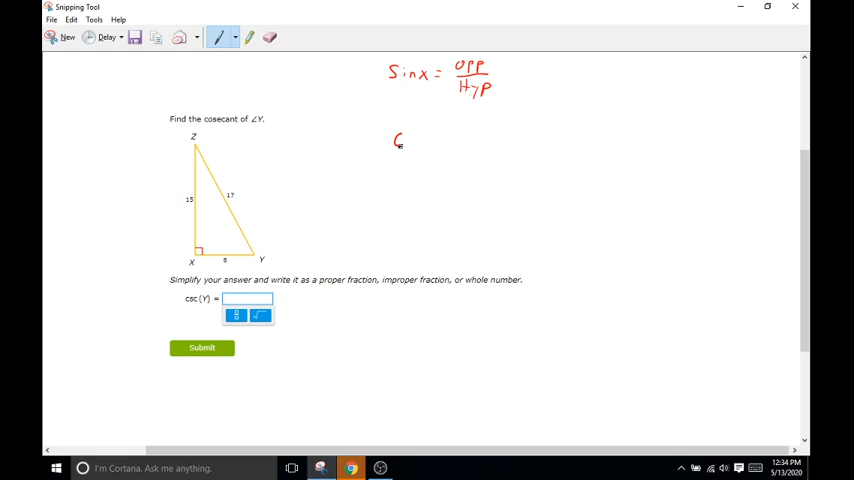 Snipping Tool
File Edit Tools Help
New Delay
Sinx = OPP
Hyp
Find the cosecant of ∠Y.
C
Z
15 17
X 8 Y
Simplify your answer and write it as a proper fraction, improper fraction, or whole number.
csc (Y) =
√
Submit
I'm Cortana. Ask me anything.
12:34 PM
5/13/2020